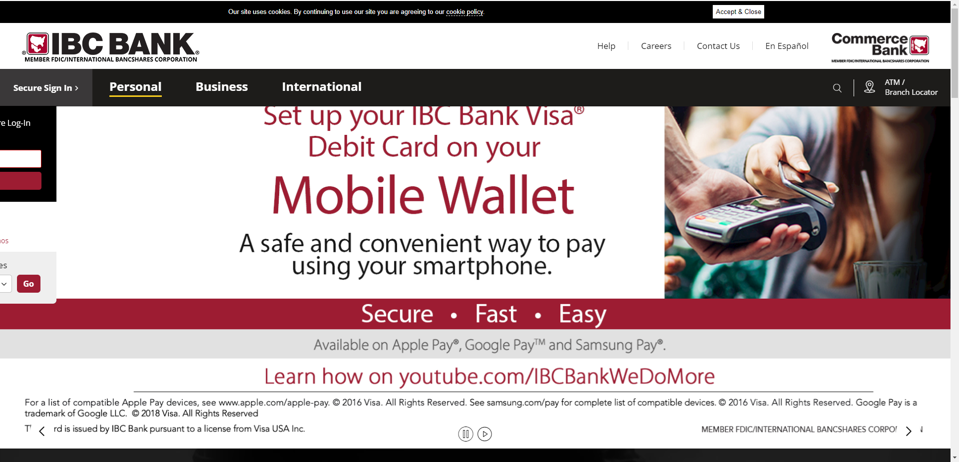 Our site uses cookies. By continuing to use our site you are agreeing to our cookie policy.
Accept & Close
IBC BANK
MEMBER FDIC/INTERNATIONAL BANCSHARES CORPORATION
Help
Careers
Contact Us
En Español
Commerce
Bank
MEMBER FDIC/INTERNATIONAL BANCSHARES CORPORATION
Secure Sign In ›
Personal
Business
International
ATM /
Branch Locator
Log-In
Go
Set up your IBC Bank Visa®
Debit Card on your
Mobile Wallet
A safe and convenient way to pay
using your smartphone.
Secure • Fast • Easy
Available on Apple Pay®, Google Pay™ and Samsung Pay®.
Learn how on youtube.com/IBCBankWeDoMore
For a list of compatible Apple Pay devices, see www.apple.com/apple-pay. © 2016 Visa. All Rights Reserved. See samsung.com/pay for complete list of compatible devices. © 2016 Visa. All Rights Reserved. Google Pay is a
trademark of Google LLC. © 2018 Visa. All Rights Reserved
is issued by IBC Bank pursuant to a license from Visa USA Inc.
MEMBER FDIC/INTERNATIONAL BANCSHARES